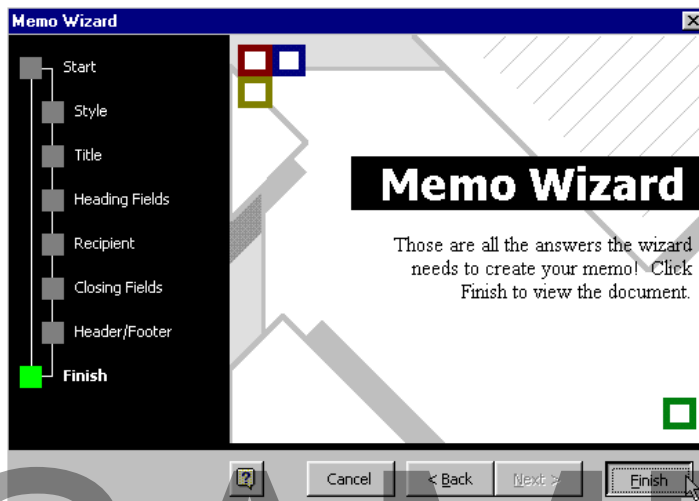 Memo Wizard
Start
Style
Title
Heading Fields
Recipient
Closing Fields
Header/Footer
Finish
Memo Wizard
Those are all the answers the wizard
needs to create your memo! Click
Finish to view the document.
Cancel
< Back
Next >
Finish